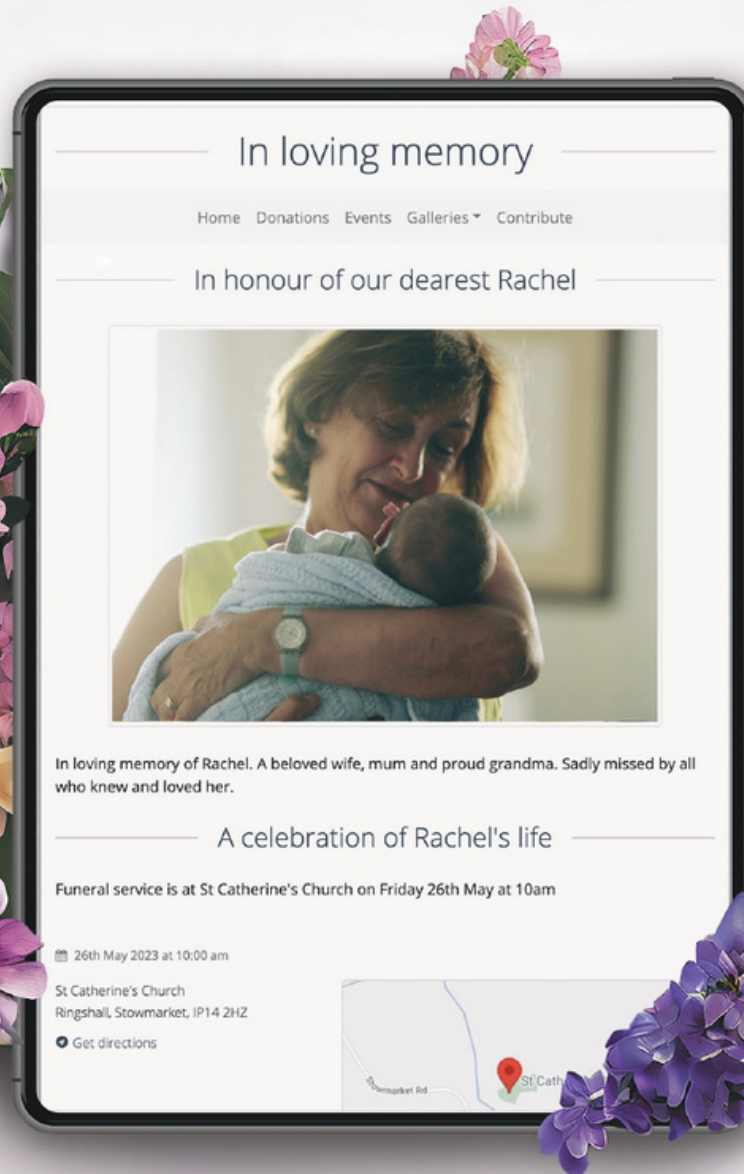 In loving memory
Home Donations Events Galleries Contribute
In honour of our dearest Rachel
In loving memory of Rachel. A beloved wife, mum and proud grandma. Sadly missed by all
who knew and loved her.
A celebration of Rachel's life
Funeral service is at St Catherine's Church on Friday 26th May at 10am
26th May 2023 at 10:00 am
St Catherine's Church
Ringshall, Stowmarket, IP14 2HZ
Get directions
Stowmarket Rd
St Cath